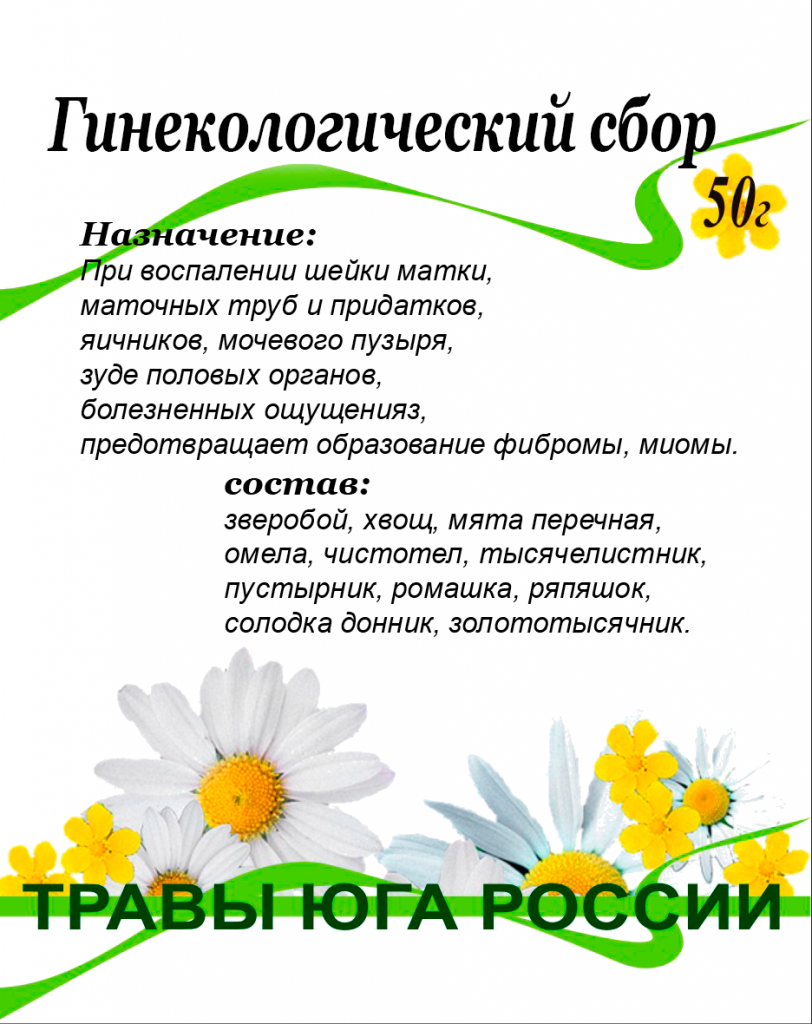 Гинекологический сбор
50г
Назначение:
При воспалении шейки матки,
маточных труб и придатков,
яичников, мочевого пузыря,
зуде половых органов,
болезненных ощущенияз,
предотвращает образование фибромы, миомы.
состав:
зверобой, хвощ, мята перечная,
омела, чистотел, тысячелистник,
пустырник, ромашка, ряпяшок,
солодка донник, золототысячник.
ТРАВЫ ЮГА РОССИИ